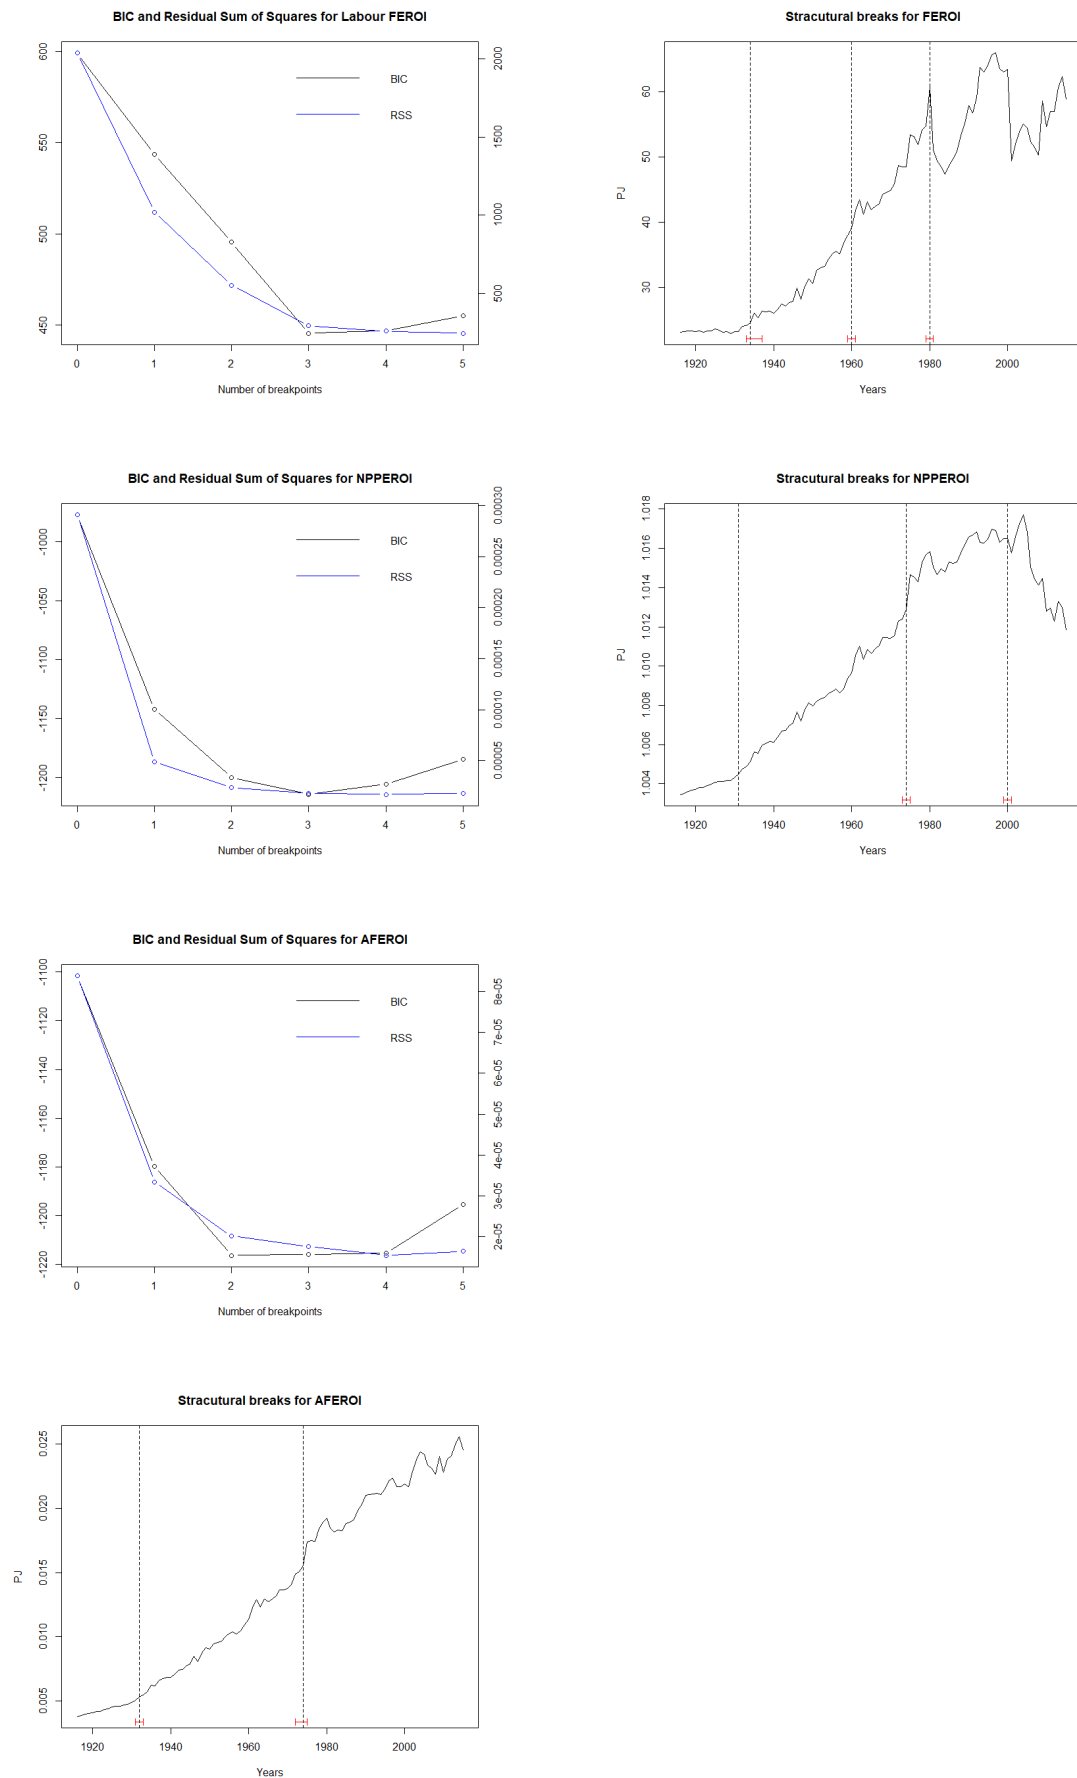 BIC and Residual Sum of Squares for Labour FEROI
600
550
500
450
2000
1500
1000
500
BIC
RSS
0 1 2 3 4 5
Number of breakpoints
Stracutural breaks for FEROI
PJ
60
50
40
30
1920 1940 1960 1980 2000
Years
BIC and Residual Sum of Squares for NPPEROI
-1000
-1050
-1100
-1150
-1200
0.00030
0.00025
0.00020
0.00015
0.00010
0.00005
BIC
RSS
0 1 2 3 4 5
Number of breakpoints
Stracutural breaks for NPPEROI
PJ
1.018
1.016
1.014
1.012
1.010
1.008
1.006
1.004
1920 1940 1960 1980 2000
Years
BIC and Residual Sum of Squares for AFEROI
-1100
-1120
-1140
-1160
-1180
-1200
-1220
8e-05
7e-05
6e-05
5e-05
4e-05
3e-05
2e-05
BIC
RSS
0 1 2 3 4 5
Number of breakpoints
Stracutural breaks for AFEROI
PJ
0.025
0.020
0.015
0.010
0.005
1920 1940 1960 1980 2000
Years